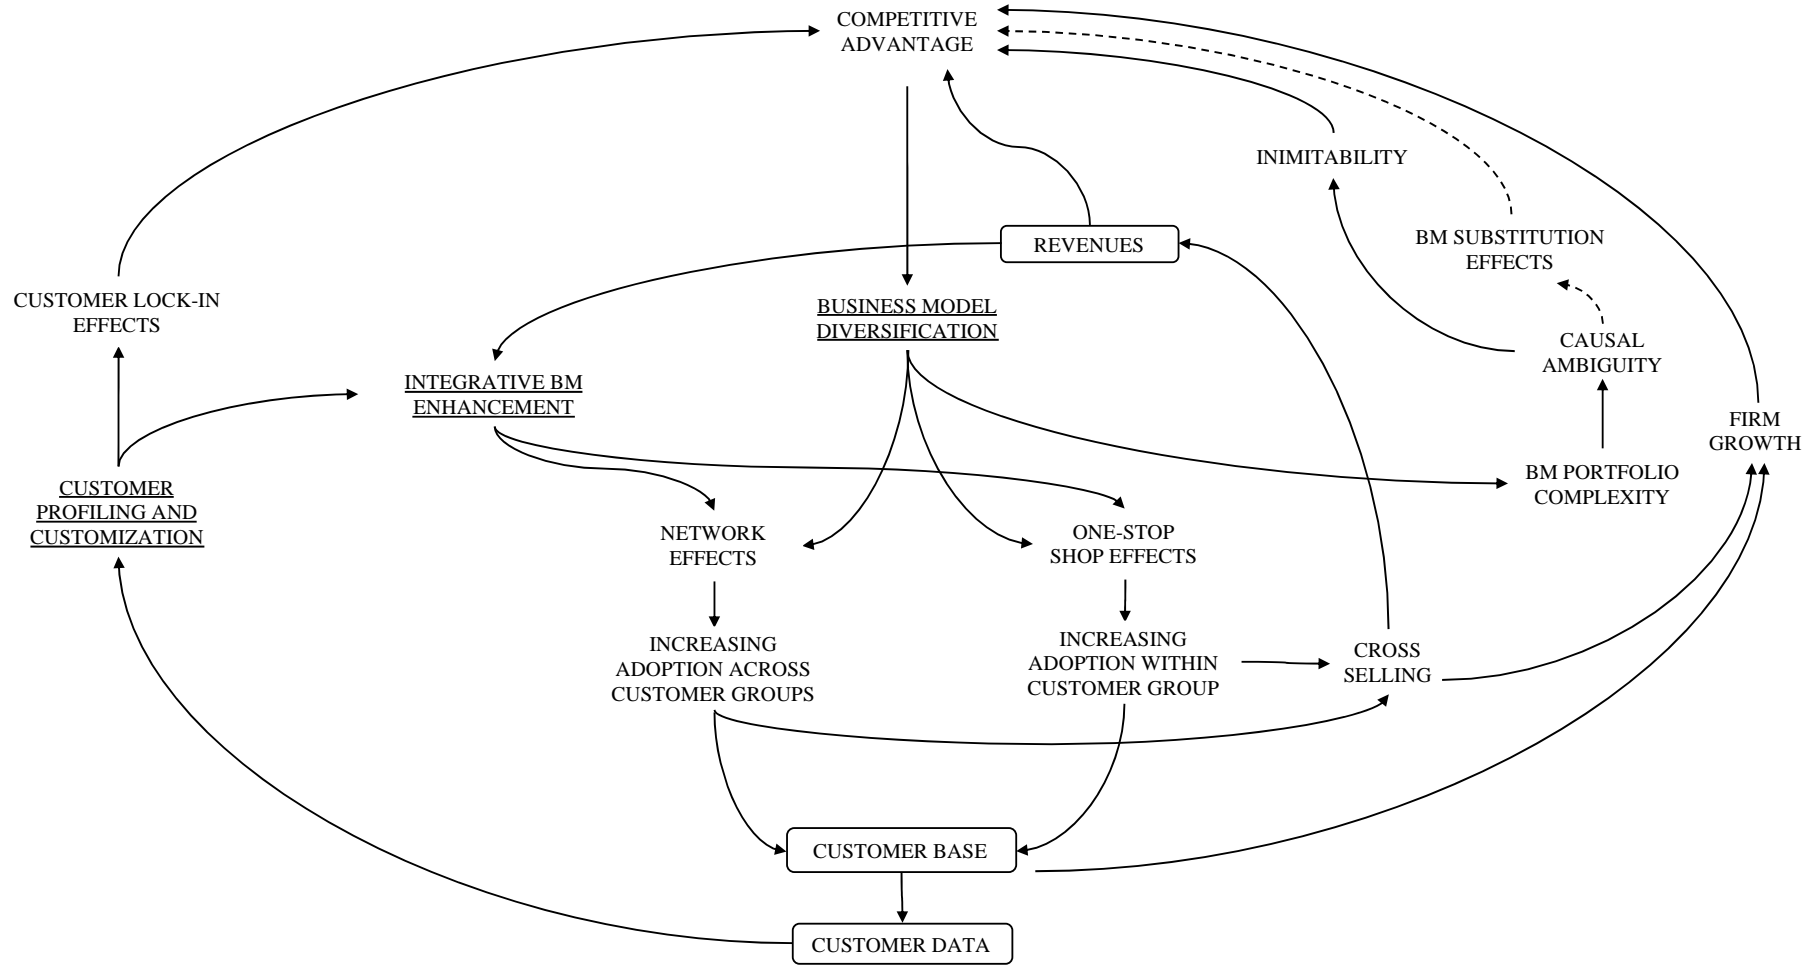 COMPETITIVE
ADVANTAGE
INIMITABILITY
REVENUES
BM SUBSTITUTION
EFFECTS
CUSTOMER LOCK-IN
EFFECTS
BUSINESS MODEL
DIVERSIFICATION
CAUSAL
AMBIGUITY
INTEGRATIVE BM
ENHANCEMENT
FIRM
GROWTH
BM PORTFOLIO
COMPLEXITY
CUSTOMER
PROFILING AND
CUSTOMIZATION
NETWORK
EFFECTS
ONE-STOP
SHOP EFFECTS
INCREASING
ADOPTION ACROSS
CUSTOMER GROUPS
INCREASING
ADOPTION WITHIN
CUSTOMER GROUP
CROSS
SELLING
CUSTOMER BASE
CUSTOMER DATA